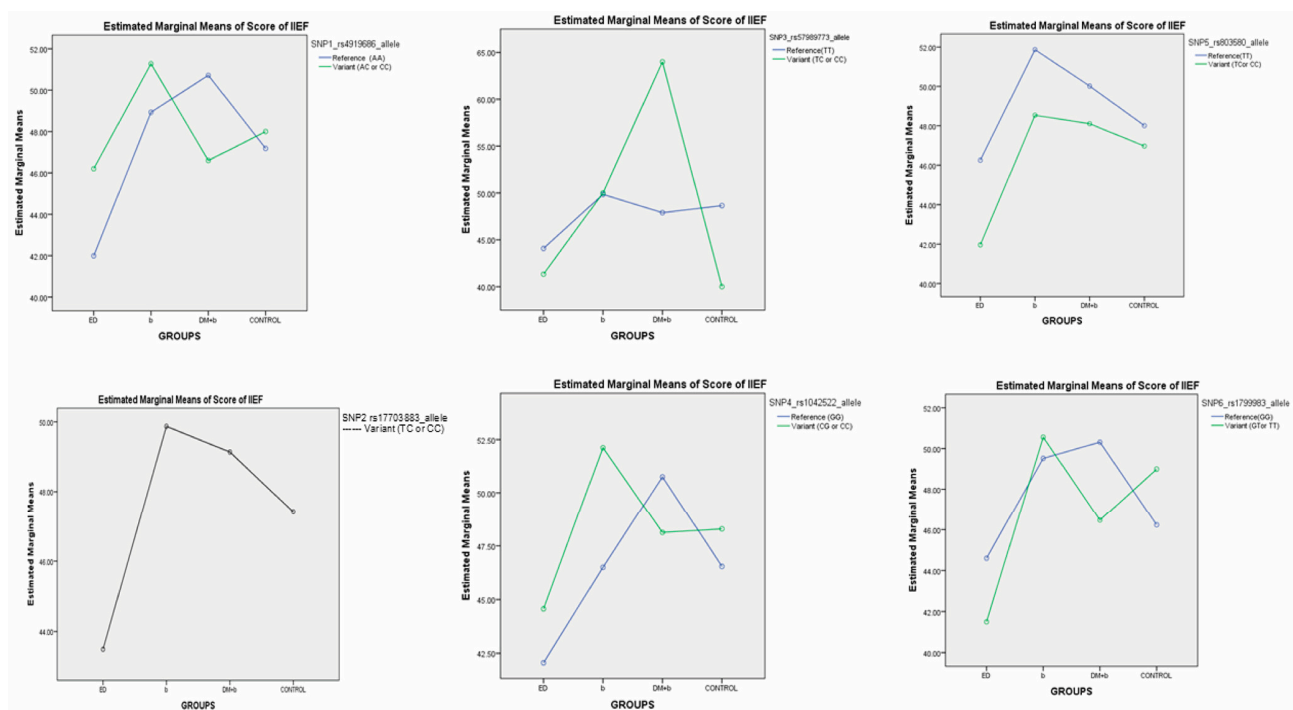 Estimated Marginal Means of Score of IIEF
SNP1_rs4919686_allele
Reference (AA)
Variant (AC or CC)
Estimated Marginal Means
52.00
50.00
48.00
46.00
44.00
42.00
40.00
ED b DM+b CONTROL
GROUPS
Estimated Marginal Means of Score of IIEF
SNP3_rs57989773_allele
Reference(TT)
Variant (TC or CC)
Estimated Marginal Means
65.00
60.00
55.00
50.00
45.00
40.00
ED b DM+b CONTROL
GROUPS
Estimated Marginal Means of Score of IIEF
SNP5_rs803580_allele
Reference(TT)
Variant (TCor CC)
Estimated Marginal Means
52.00
50.00
48.00
46.00
44.00
42.00
40.00
ED b DM+b CONTROL
GROUPS
Estimated Marginal Means of Score of IIEF
SNP2 rs17703883_allele
Variant (TC or CC)
Estimated Marginal Means
50.00
48.00
46.00
44.00
ED b DM+b CONTROL
GROUPS
Estimated Marginal Means of Score of IIEF
SNP4_rs1042522_allele
Reference (GG)
Variant (CG or CC)
Estimated Marginal Means
52.50
50.00
47.50
45.00
42.50
ED b DM+b CONTROL
GROUPS
Estimated Marginal Means of Score of IIEF
SNP6_rs1799983_allele
Reference(GG)
Variant (GTor TT)
Estimated Marginal Means
52.00
50.00
48.00
46.00
44.00
42.00
40.00
ED b DM+b CONTROL
GROUPS